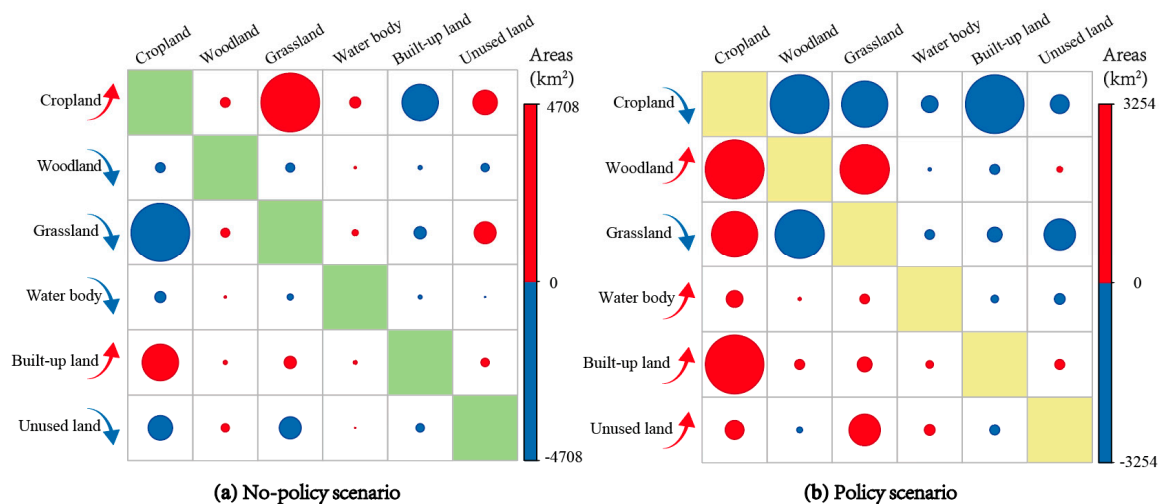 Cropland
Woodland
Grassland
Water body
Built-up land
Unused land
Areas
(km²)
Cropland
4708
Woodland
Grassland
0
Water body
Built-up land
Unused land
-4708
(a) No-policy scenario
Cropland
Woodland
Grassland
Water body
Built-up land
Unused land
Areas
(km²)
Cropland
3254
Woodland
Grassland
0
Water body
Built-up land
Unused land
-3254
(b) Policy scenario